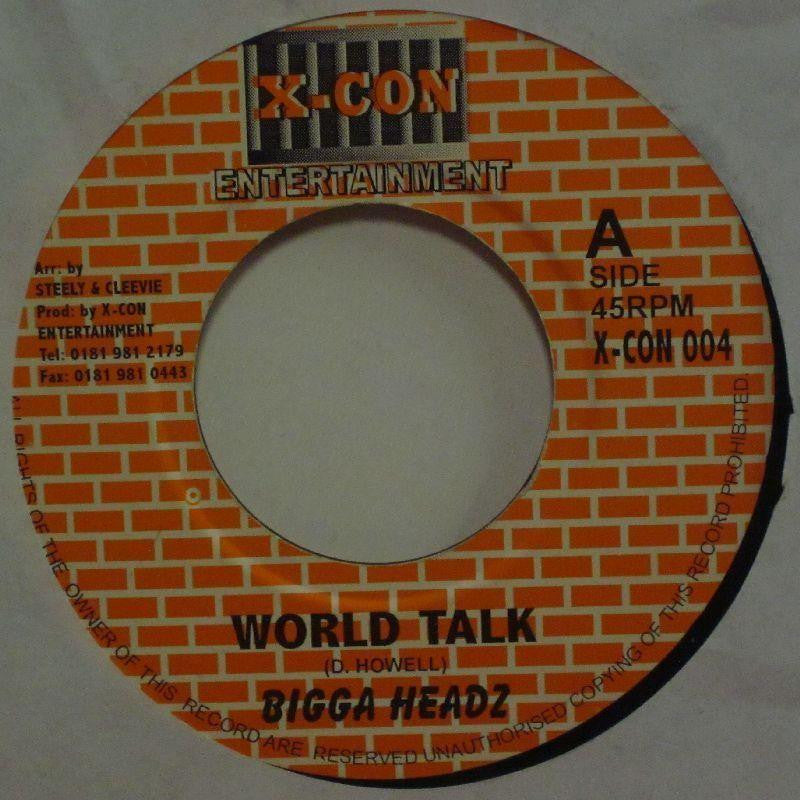 X-CON
ENTERTAINMENT
A
SIDE
45RPM
X-CON 004
Arr: by
STEELY & CLEEVIE
Prod: by X-CON
ENTERTAINMENT
Tel: 0181 981 2179
Fax: 0181 981 0443
WORLD TALK
(D. HOWELL)
BIGGA HEADZ
ALL RIGHTS OF THE OWNER OF THIS RECORD ARE RESERVED UNAUTHORISED COPYING OF THIS RECORD PROHIBITED.